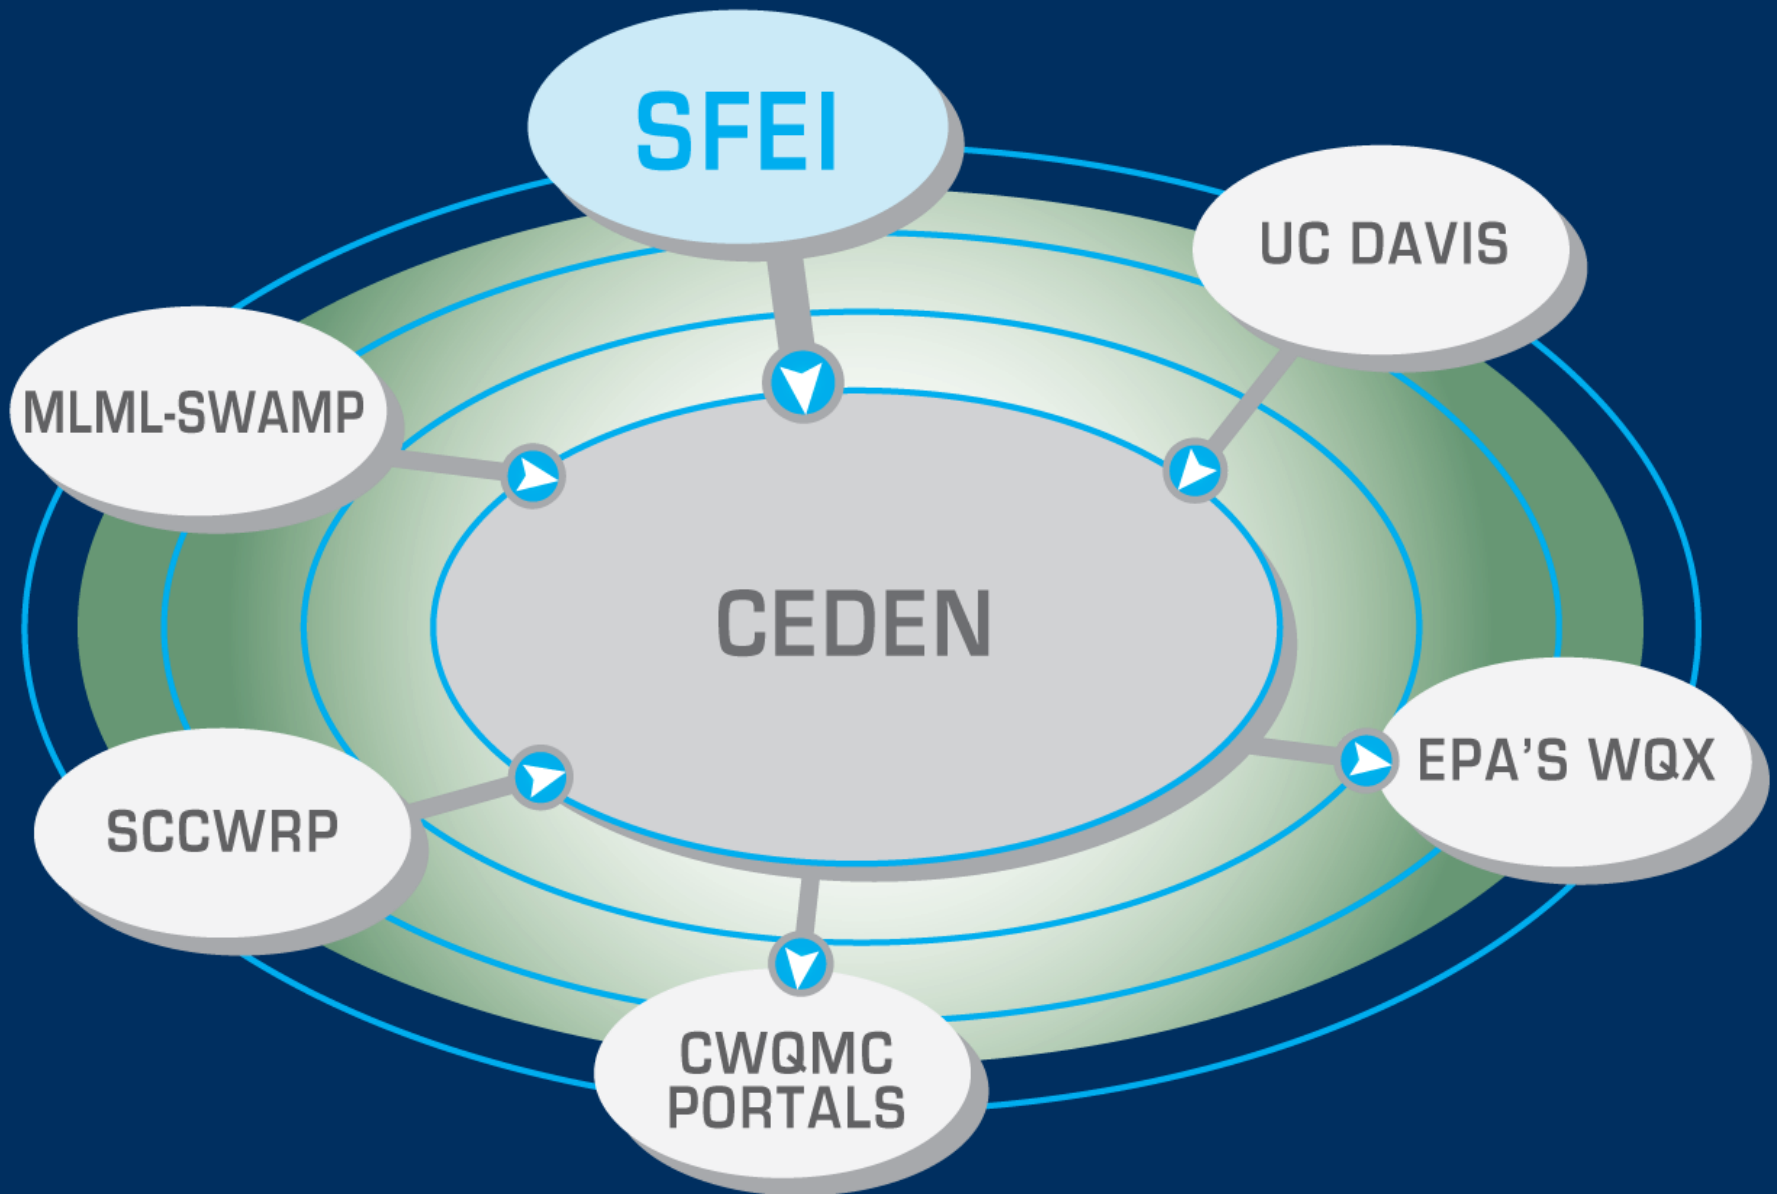 SFEI
UC DAVIS
MLML-SWAMP
CEDEN
EPA'S WQX
SCCWRP
CWQMC
PORTALS